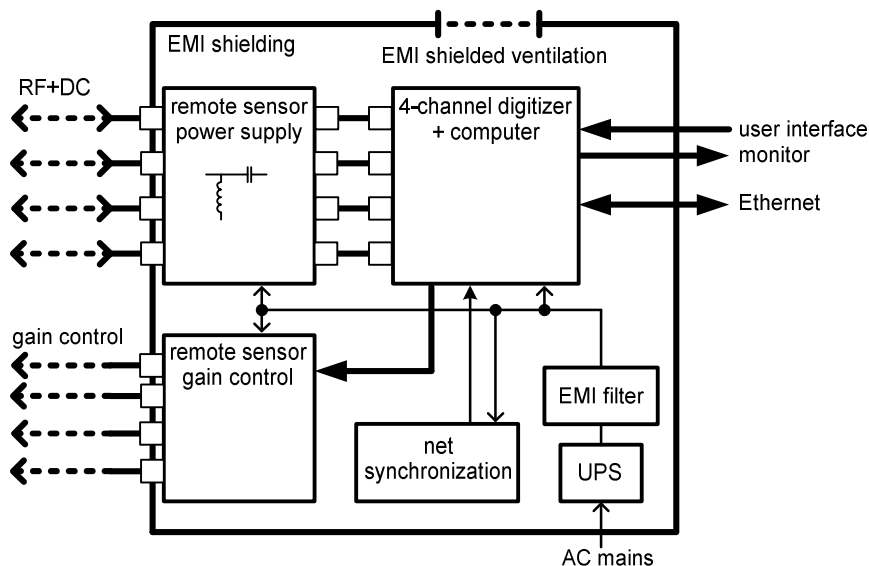 EMI shielding
EMI shielded ventilation
RF+DC
remote sensor
power supply
4-channel digitizer
+ computer
user interface
monitor
Ethernet
gain control
remote sensor
gain control
EMI filter
net
synchronization
UPS
AC mains